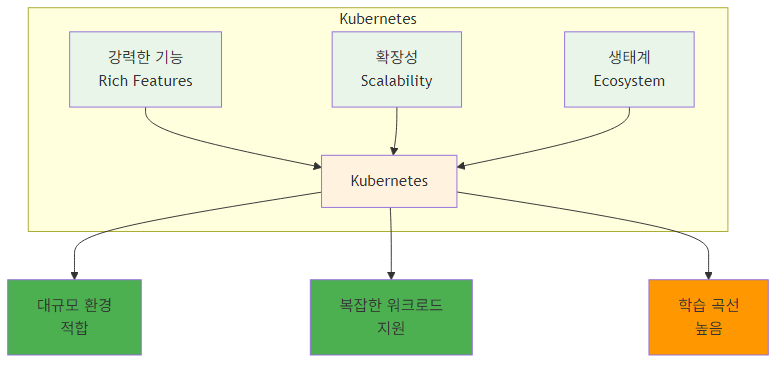 Kubernetes
강력한 기능
Rich Features
확장성
Scalability
생태계
Ecosystem
Kubernetes
대규모 환경
적합
복잡한 워크로드
지원
학습 곡선
높음